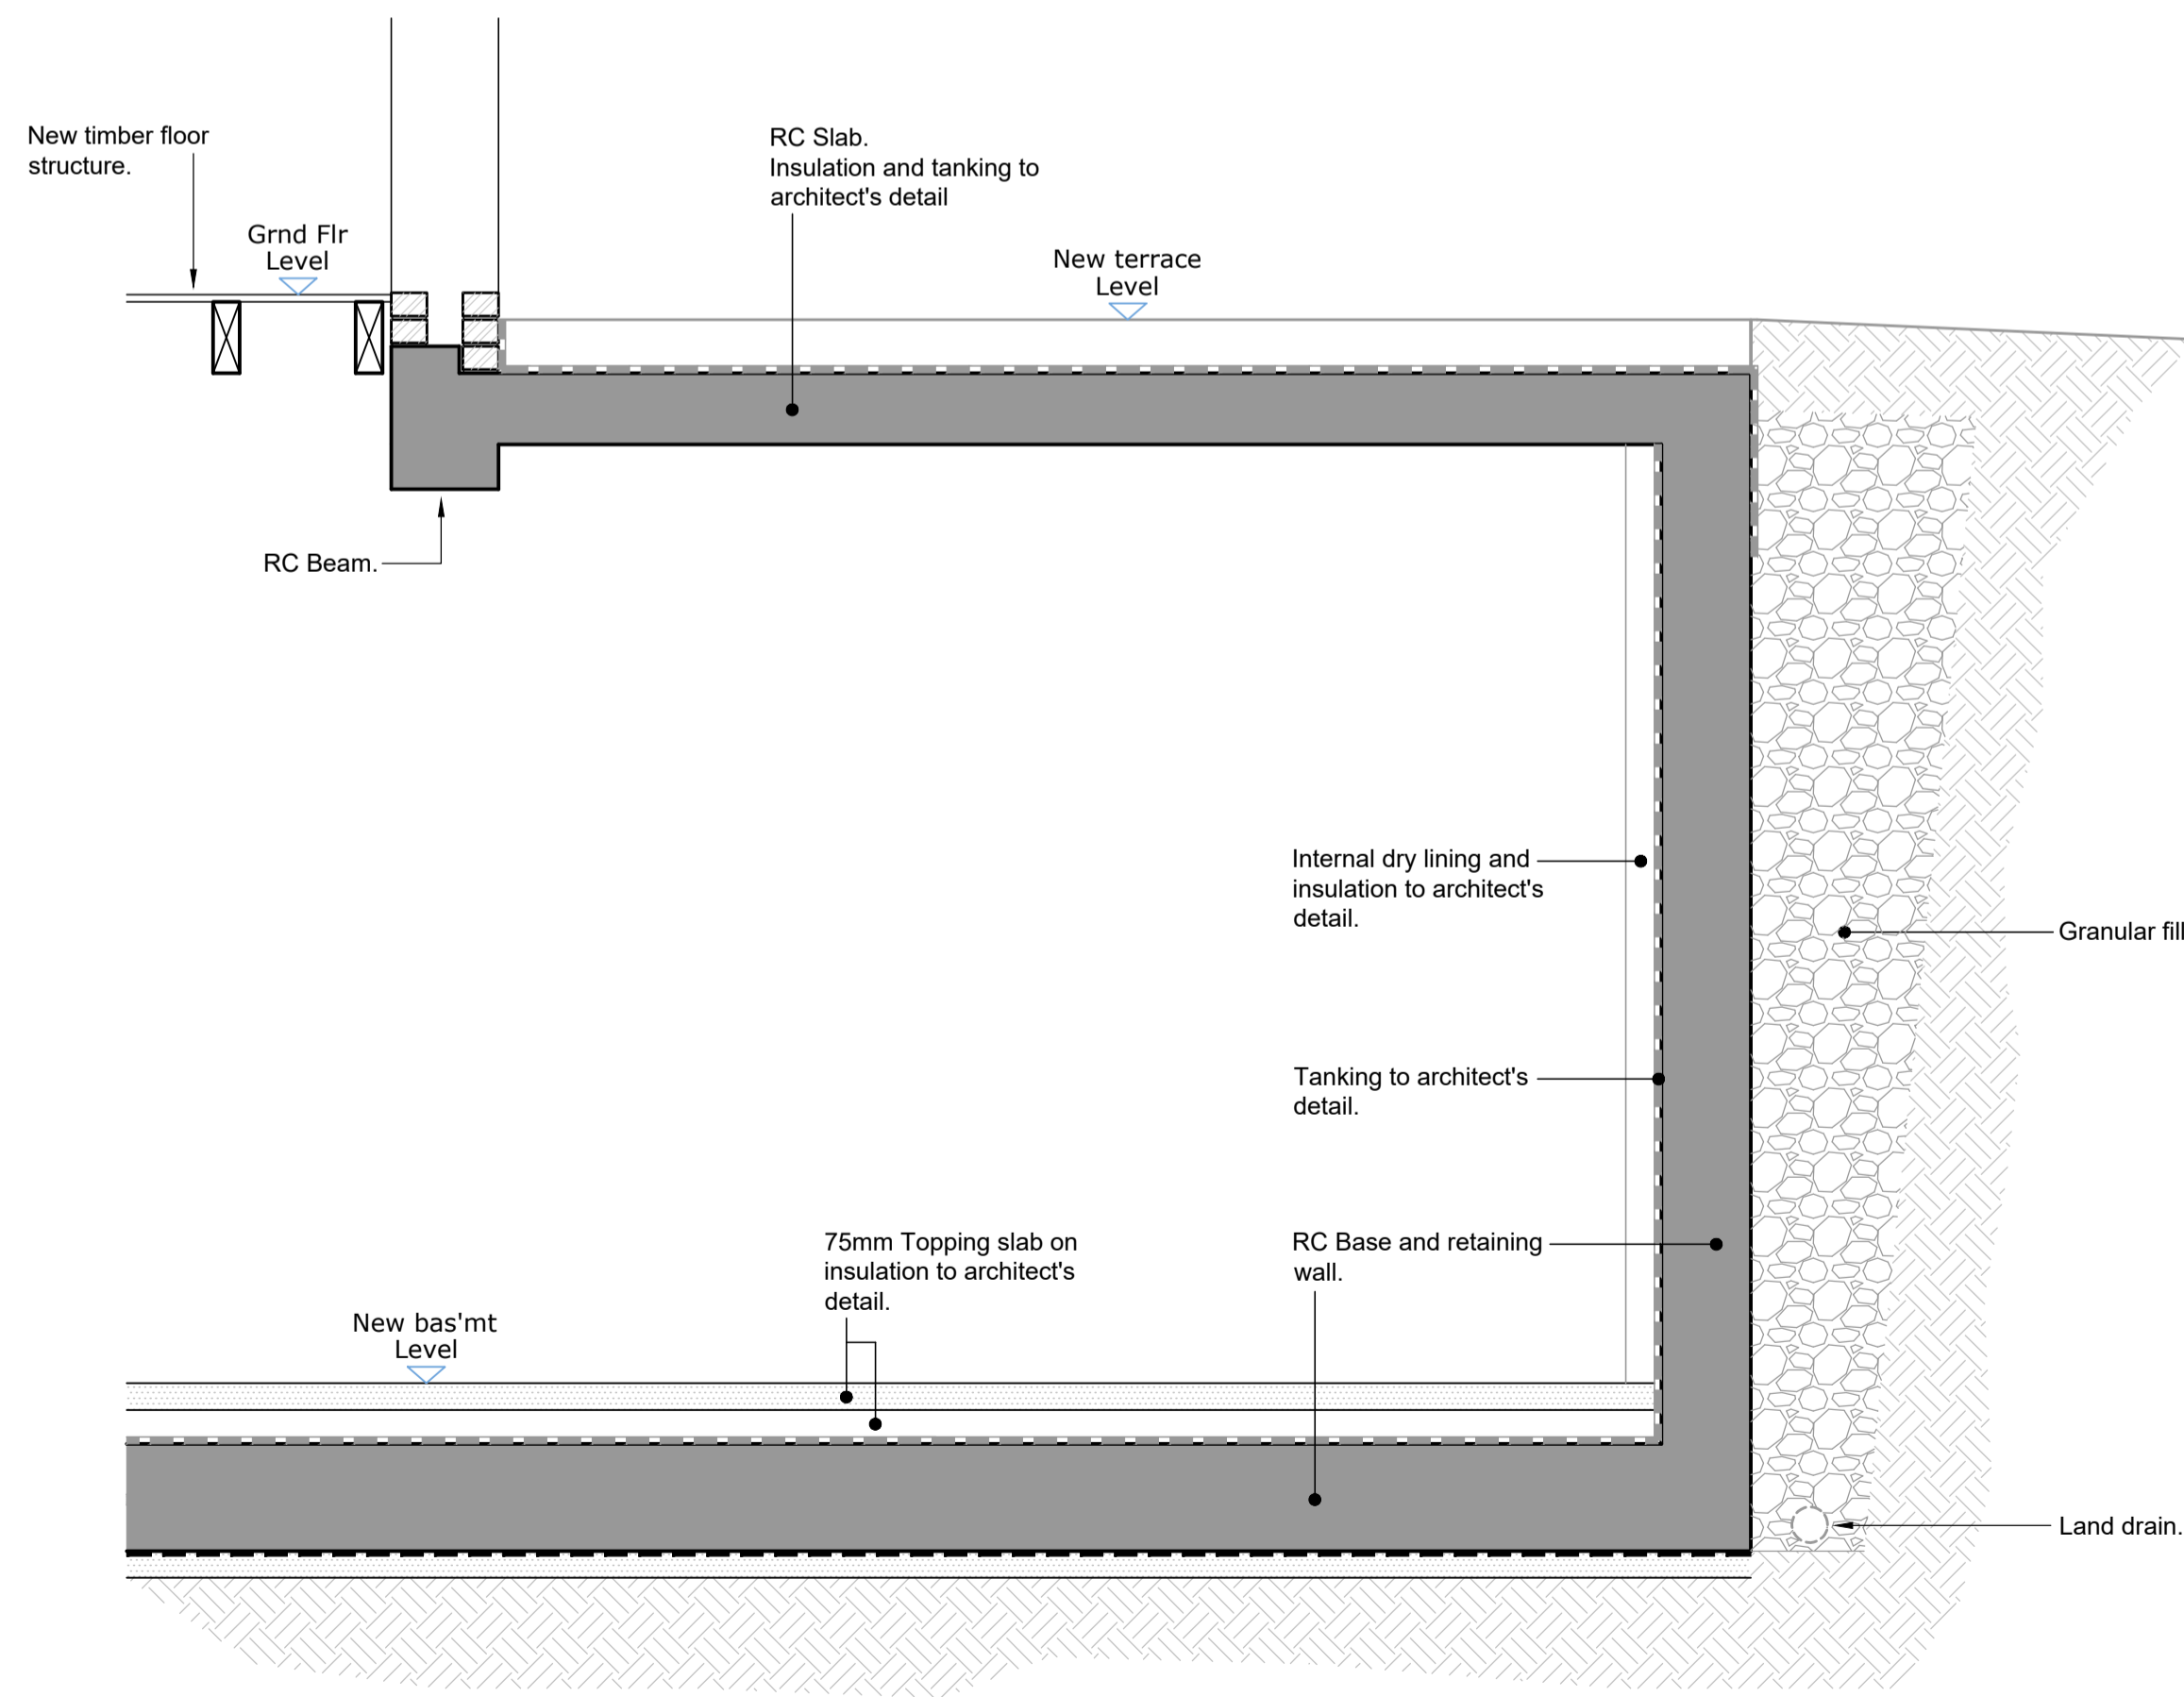 New timber floor
structure.
Grnd Flr
Level
RC Slab.
Insulation and tanking to
architect's detail
New terrace
Level
RC Beam.
Internal dry lining and
insulation to architect's
detail.
Granular fill
Tanking to architect's
detail.
75mm Topping slab on
insulation to architect's
detail.
RC Base and retaining
wall.
New bas'mt
Level
Land drain.